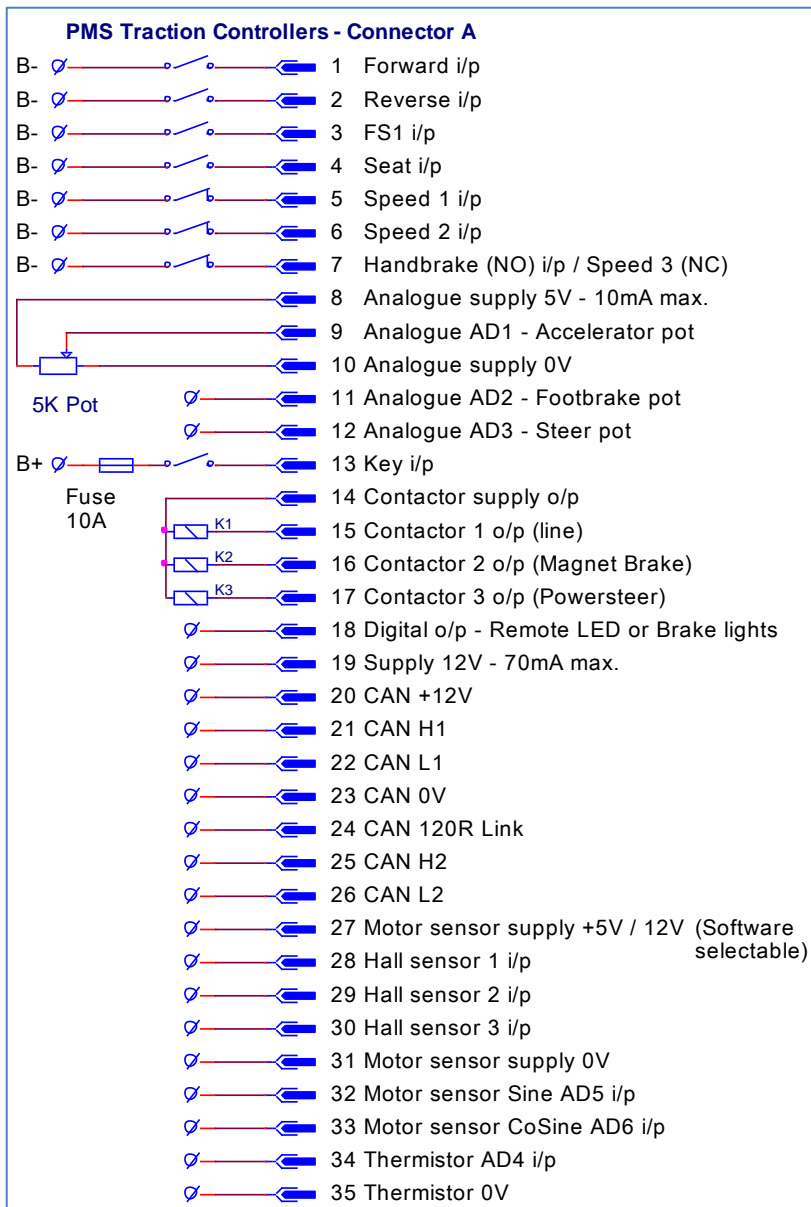 PMS Traction Controllers - Connector A
B- 1 Forward i/p
B- 2 Reverse i/p
B- 3 FS1 i/p
B- 4 Seat i/p
B- 5 Speed 1 i/p
B- 6 Speed 2 i/p
B- 7 Handbrake (NO) i/p / Speed 3 (NC)
8 Analogue supply 5V - 10mA max.
9 Analogue AD1 - Accelerator pot
10 Analogue supply 0V
5K Pot
11 Analogue AD2 - Footbrake pot
12 Analogue AD3 - Steer pot
B+ 13 Key i/p
Fuse
10A
14 Contactor supply o/p
K1 15 Contactor 1 o/p (line)
K2 16 Contactor 2 o/p (Magnet Brake)
K3 17 Contactor 3 o/p (Powersteer)
18 Digital o/p - Remote LED or Brake lights
19 Supply 12V - 70mA max.
20 CAN +12V
21 CAN H1
22 CAN L1
23 CAN 0V
24 CAN 120R Link
25 CAN H2
26 CAN L2
27 Motor sensor supply +5V / 12V (Software
selectable)
28 Hall sensor 1 i/p
29 Hall sensor 2 i/p
30 Hall sensor 3 i/p
31 Motor sensor supply 0V
32 Motor sensor Sine AD5 i/p
33 Motor sensor CoSine AD6 i/p
34 Thermistor AD4 i/p
35 Thermistor 0V